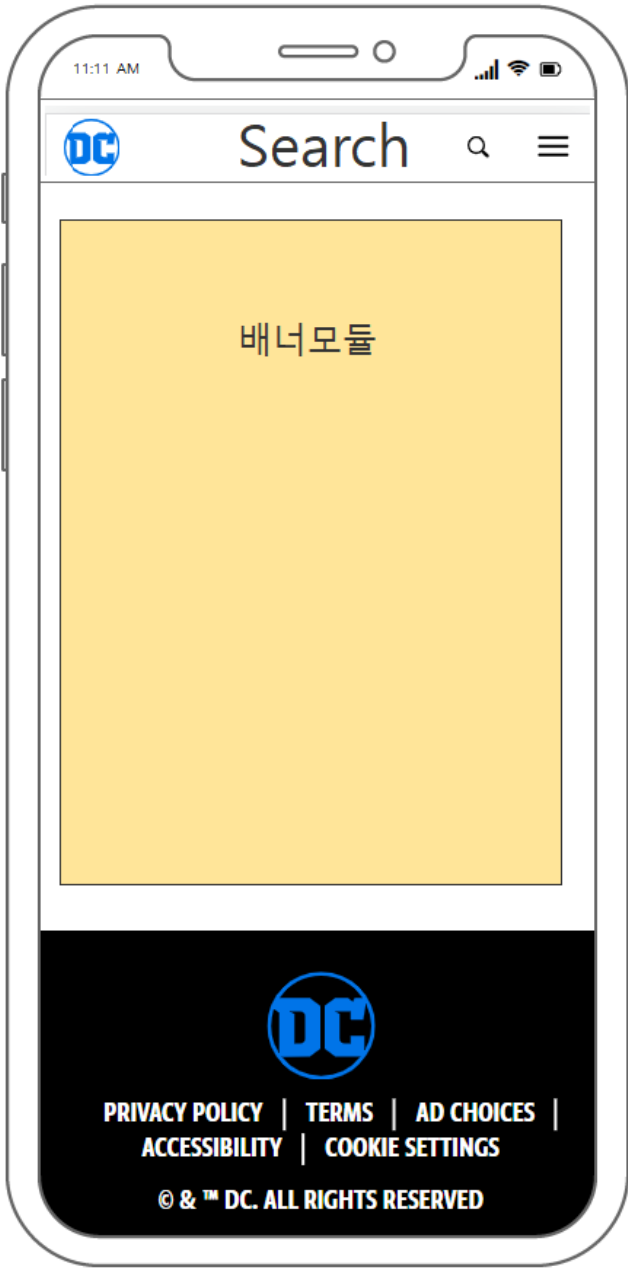 11:11 AM
DC Search
배너모듈
DC
PRIVACY POLICY | TERMS | AD CHOICES |
ACCESSIBILITY | COOKIE SETTINGS
© & ™ DC. ALL RIGHTS RESERVED